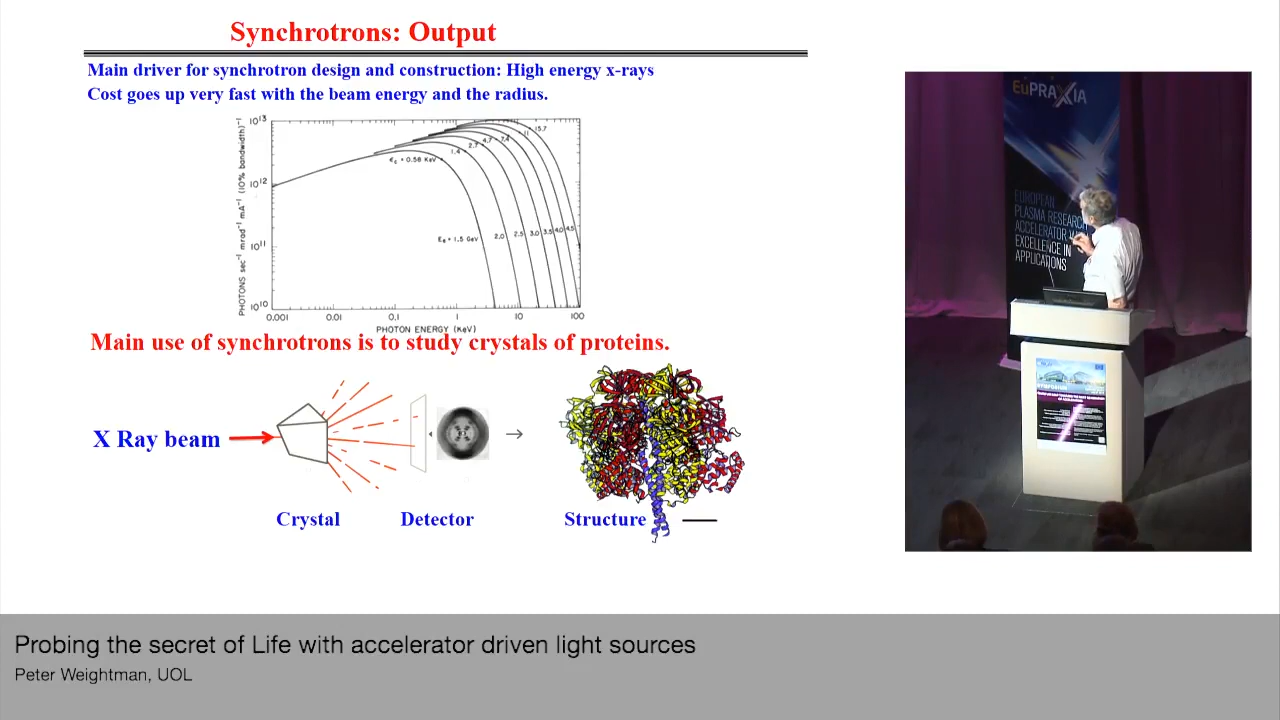 Synchrotrons: Output
Main driver for synchrotron design and construction: High energy x-rays
Cost goes up very fast with the beam energy and the radius.
PHOTONS sec⁻¹ mrad⁻¹ mA⁻¹ (10% bandwidth)⁻¹
10¹³
10¹²
10¹¹
10¹⁰
εc = 0.58 KeV
1.4
2.7
4.7
7.4
11
15.7
Ee = 1.5 GeV
2.0
2.5
3.0
3.5
4.0
4.5
0.001
0.01
0.1
1
10
100
PHOTON ENERGY (KeV)
Main use of synchrotrons is to study crystals of proteins.
X Ray beam
Crystal
Detector
Structure
EuPRAXIA
EUROPEAN
PLASMA RESEARCH
ACCELERATOR
EXCELLENCE IN
APPLICATIONS
SYMPOSIUM
Probing the secret of Life with accelerator driven light sources
Peter Weightman, UOL